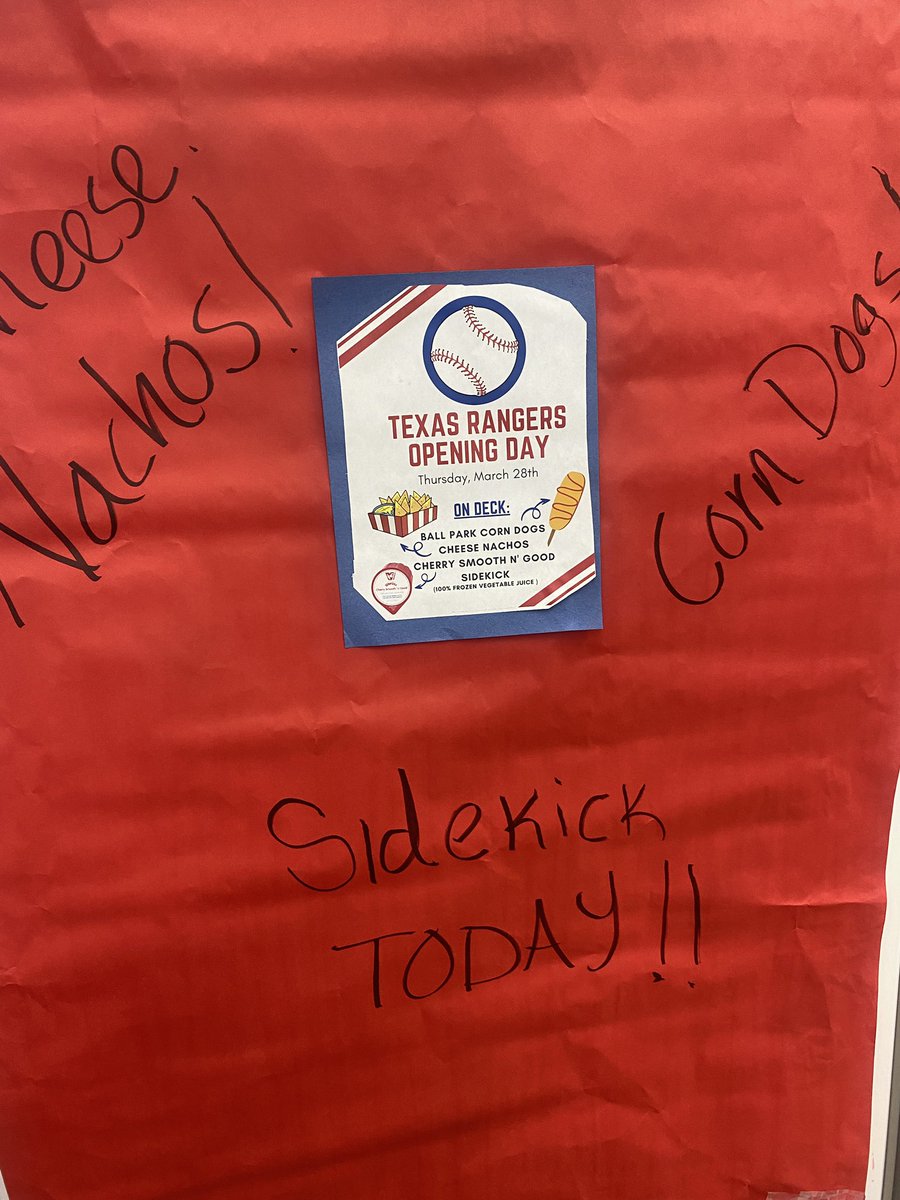 heese
Nachos!
Corn Dogs!
TEXAS RANGERS
OPENING DAY
Thursday, March 28th
ON DECK:
BALL PARK CORN DOGS
CHEESE NACHOS
CHERRY SMOOTH N' GOOD
SIDEKICK
(100% FROZEN VEGETABLE JUICE )
Sidekick
TODAY!!